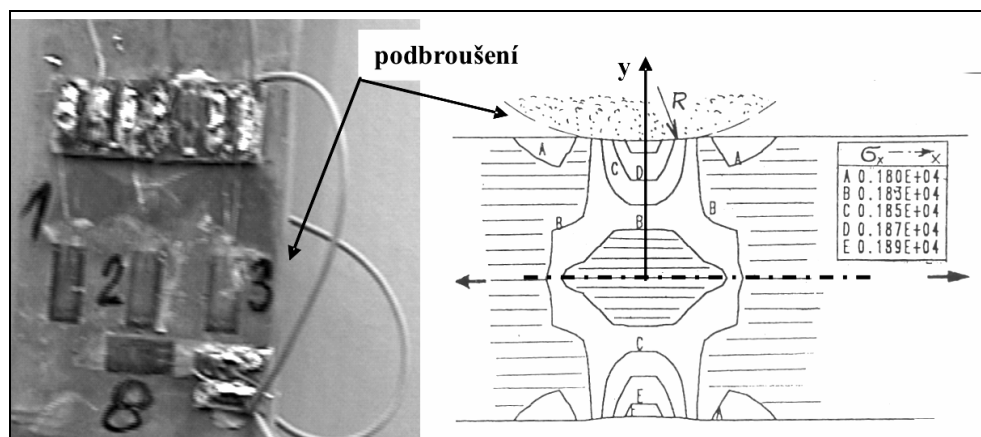 podbroušení
y
R
σx → x
A 0.180E+04
B 0.183E+04
C 0.185E+04
D 0.187E+04
E 0.189E+04
A
C
D
A
B
B
B
C
E
A
1
2
3
8